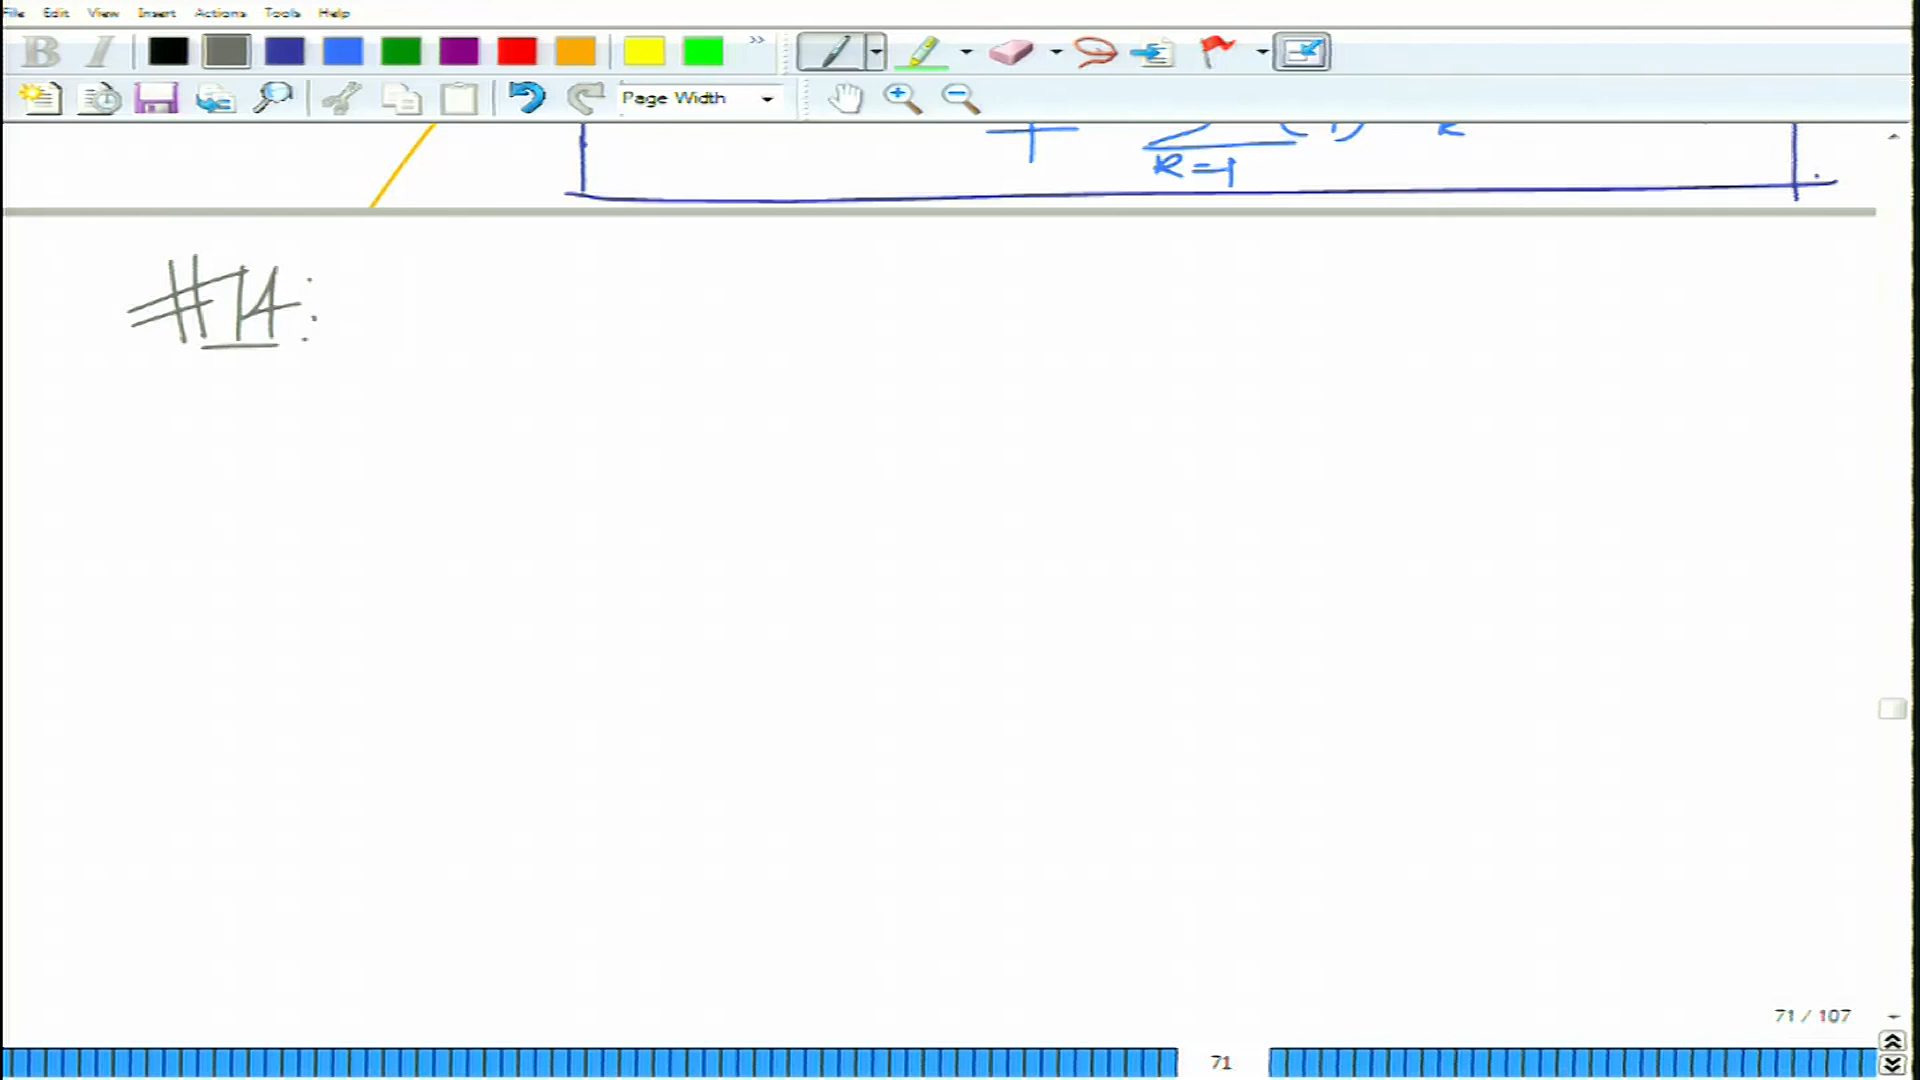 File Edit View Insert Actions Tools Help
B I
Page Width
K=1
#14:
71 / 107
71